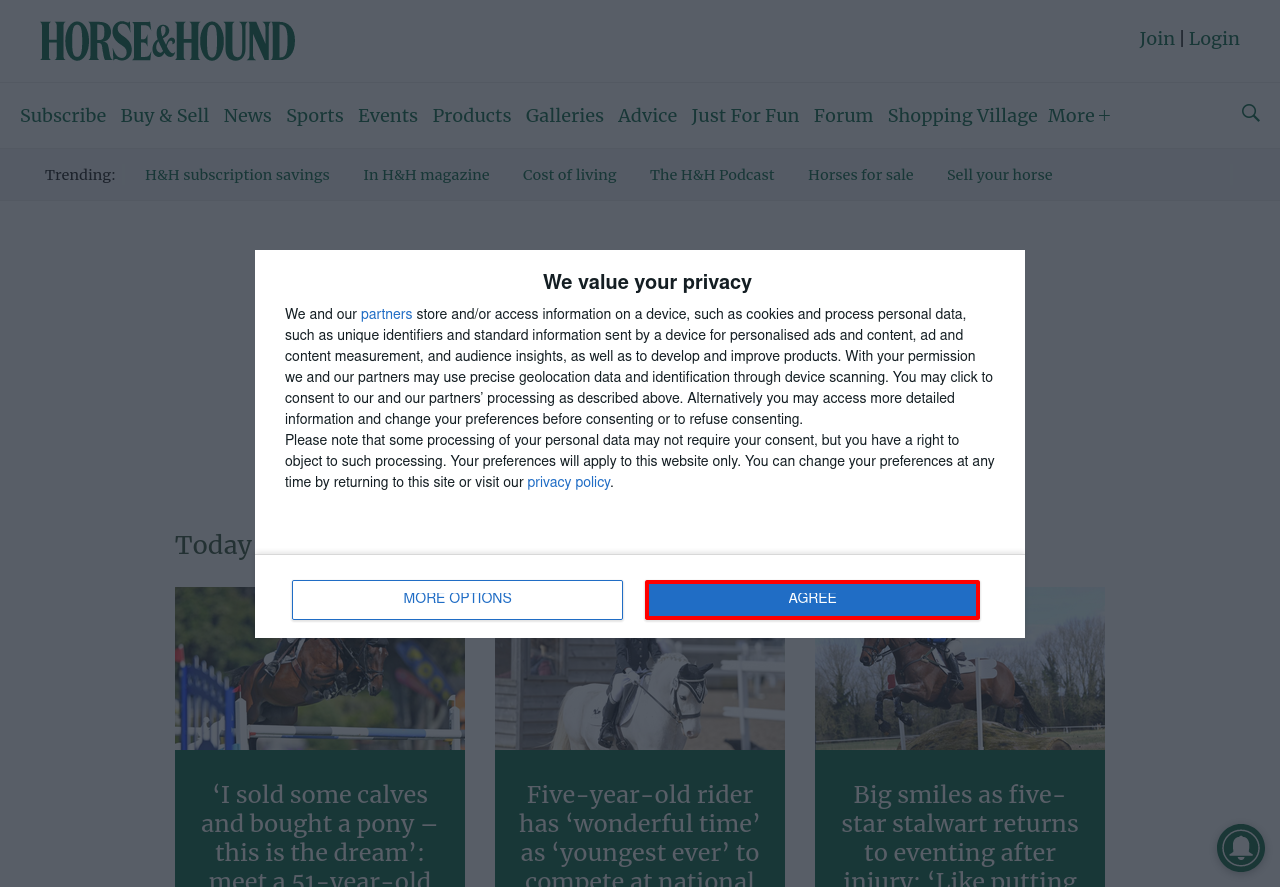 HORSE&HOUND
Join | Login
Subscribe Buy & Sell News Sports Events Products Galleries Advice Just For Fun Forum Shopping Village More +
Trending: H&H subscription savings In H&H magazine Cost of living The H&H Podcast Horses for sale Sell your horse
We value your privacy
We and our partners store and/or access information on a device, such as cookies and process personal data,
such as unique identifiers and standard information sent by a device for personalised ads and content, ad and
content measurement, and audience insights, as well as to develop and improve products. With your permission
we and our partners may use precise geolocation data and identification through device scanning. You may click to
consent to our and our partners' processing as described above. Alternatively you may access more detailed
information and change your preferences before consenting or to refuse consenting.
Please note that some processing of your personal data may not require your consent, but you have a right to
object to such processing. Your preferences will apply to this website only. You can change your preferences at any
time by returning to this site or visit our privacy policy.
Today
MORE OPTIONS AGREE
‘I sold some calves
and bought a pony –
this is the dream’:
meet a 51-year-old
Five-year-old rider
has ‘wonderful time’
as ‘youngest ever’ to
compete at national
Big smiles as five-
star stalwart returns
to eventing after
injury: ‘Like putting